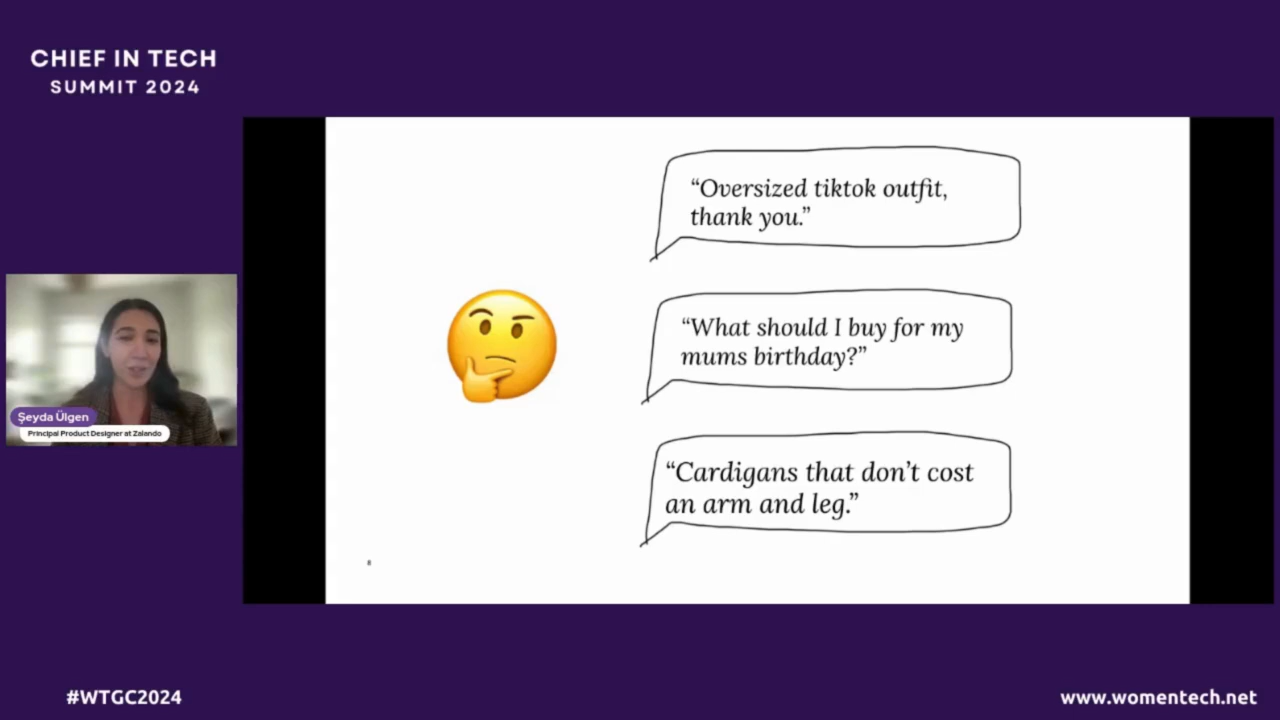 CHIEF IN TECH
SUMMIT 2024
“Oversized tiktok outfit,
thank you.”
“What should I buy for my
mums birthday?”
“Cardigans that don’t cost
an arm and leg.”
Şeyda Ülgen
Principal Product Designer at Zalando
#WTGC2024
www.womentech.net